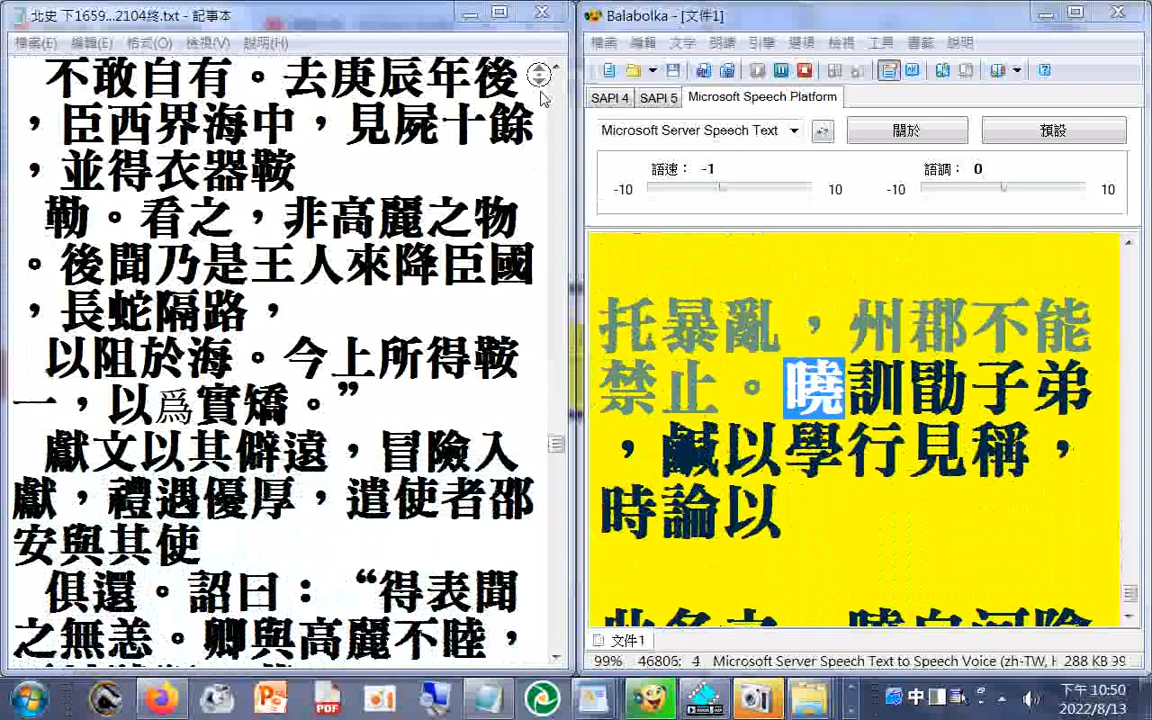 北史 下1659...2104終.txt - 記事本
檔案(E) 編輯(E) 格式(O) 檢視(V) 說明(H)
不敢自有。去庚辰年後
，臣西界海中，見屍十餘
，並得衣器鞍
勒。看之，非高麗之物
。後聞乃是王人來降臣國
，長蛇隔路，
以阻於海。今上所得鞍
一，以爲實矯。”
獻文以其僻遠，冒險入
獻，禮遇優厚，遣使者邵
安與其使
俱還。詔曰：“得表聞
之無恙。卿與高麗不睦，
Balabolka - [文件1]
檔案 編輯 文字 朗讀 引擎 選項 檢視 工具 書籤 說明
SAPI 4 SAPI 5 Microsoft Speech Platform
Microsoft Server Speech Text 關於 預設
語速： -1 語調： 0
-10 10 -10 10
托暴亂，州郡不能
禁止。曉訓勖子弟
，鹹以學行見稱，
時論以
文件1
99% 46806: 4 Microsoft Server Speech Text to Speech Voice (zh-TW, H 288 KB 99
PDF
中
下午 10:50
2022/8/13